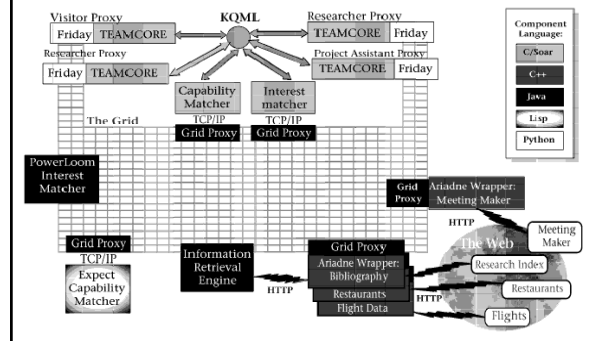 Visitor Proxy
KQML
Researcher Proxy
Friday TEAMCORE
TEAMCORE Friday
Researcher Proxy
Project Assistant Proxy
Friday TEAMCORE
TEAMCORE Friday
Capability
Matcher
Interest
matcher
The Grid
TCP/IP
TCP/IP
Grid Proxy
Grid Proxy
PowerLoom
Interest
Matcher
Grid
Proxy
Ariadne Wrapper:
Meeting Maker
HTTP
Meeting
Maker
Grid Proxy
TCP/IP
Expect
Capability
Matcher
Information
Retrieval
Engine
HTTP
Grid Proxy
Ariadne Wrapper:
Bibliography
Restaurants
Flight Data
HTTP
The Web
Research Index
Restaurants
Flights
Component
Language:
C/Soar
C++
Java
Lisp
Python